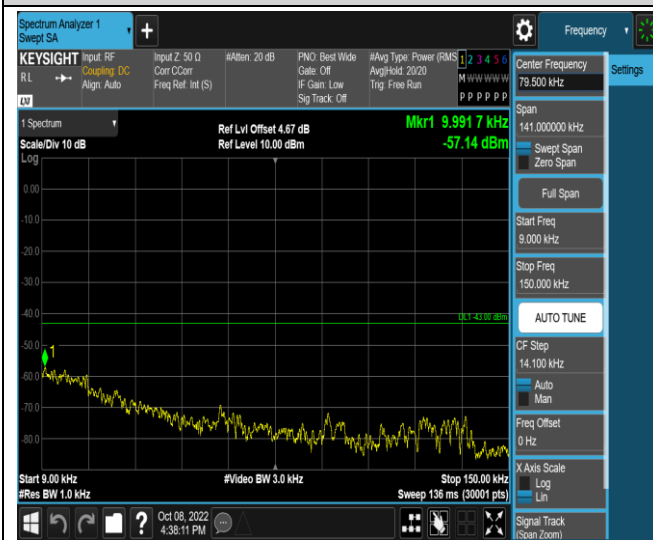 Spectrum Analyzer 1
Swept SA
+
Frequency
KEYSIGHT
RL
LXI
Input: RF
Coupling: DC
Align: Auto
Input Z: 50 Ω
Corr CCorr
Freq Ref: Int (S)
#Atten: 20 dB
PNO: Best Wide
Gate: Off
IF Gain: Low
Sig Track: Off
#Avg Type: Power (RMS
Avg|Hold: 20/20
Trig: Free Run
1 2 3 4 5 6
M W W W W W
P P P P P P
1 Spectrum
Scale/Div 10 dB
Log
Ref Lvl Offset 4.67 dB
Ref Level 10.00 dBm
Mkr1 9.991 7 kHz
-57.14 dBm
0.00
-10.0
-20.0
-30.0
-40.0
DL1 -43.00 dBm
-50.0
1
-60.0
-70.0
-80.0
Start 9.00 kHz
#Res BW 1.0 kHz
#Video BW 3.0 kHz
Stop 150.00 kHz
Sweep 136 ms (30001 pts)
?
Oct 08, 2022
4:38:11 PM
Center Frequency
79.500 kHz
Settings
Span
141.000000 kHz
Swept Span
Zero Span
Full Span
Start Freq
9.000 kHz
Stop Freq
150.000 kHz
AUTO TUNE
CF Step
14.100 kHz
Auto
Man
Freq Offset
0 Hz
X Axis Scale
Log
Lin
Signal Track
(Span Zoom)